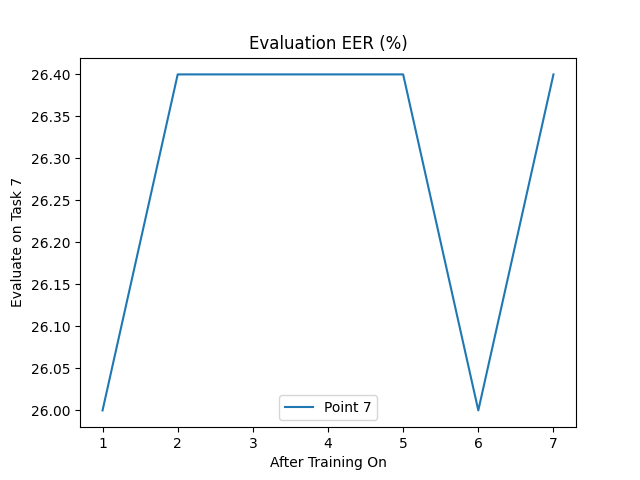 Evaluation EER (%)
Evaluate on Task 7
26.40
26.35
26.30
26.25
26.20
26.15
26.10
26.05
26.00
Point 7
1 2 3 4 5 6 7
After Training On